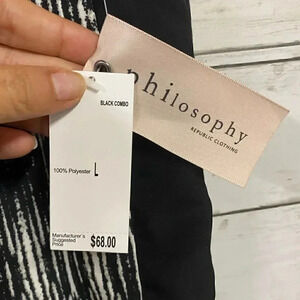 philosophy
REPUBLIC CLOTHING
BLACK COMBO
100% Polyester L
Manufacturer's
Suggested
Price $68.00